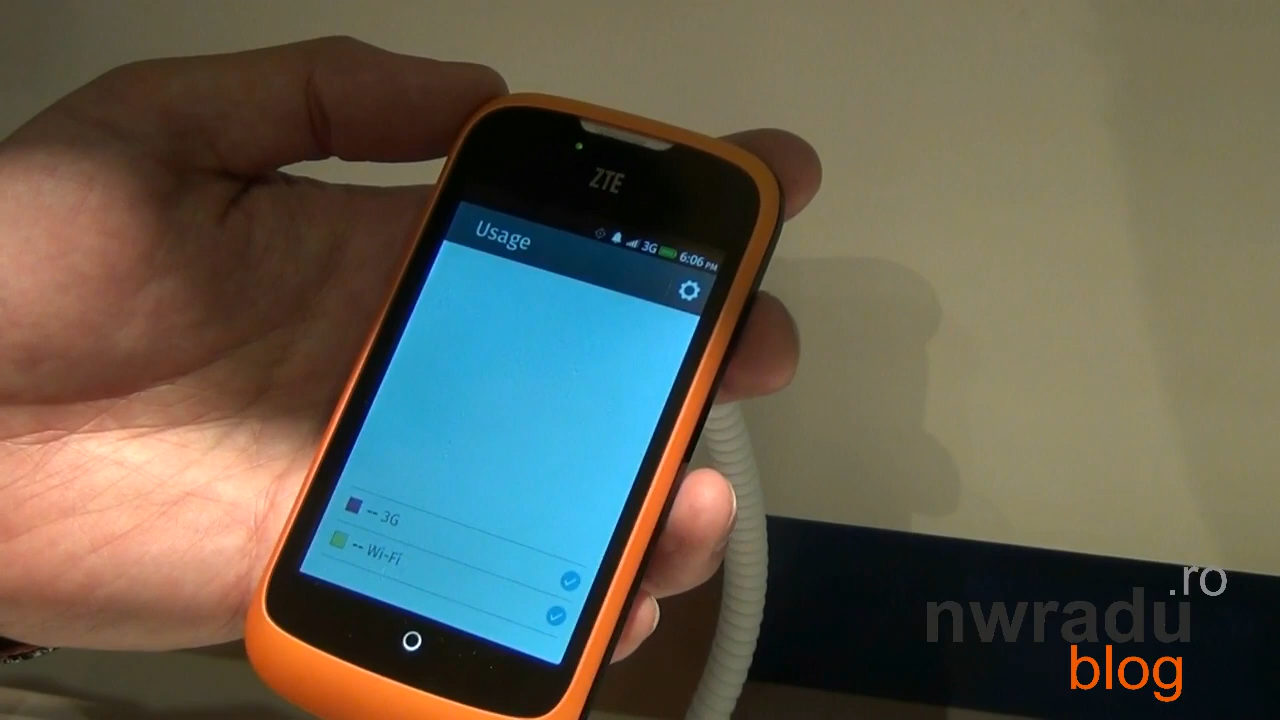 ZTE
3G 6:06 PM
Usage
-- 3G
-- Wi-Fi
.ro
nwradu
blog